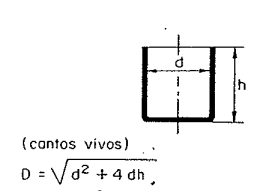 d
h
(cantos vivos)
D = √d² + 4 dh